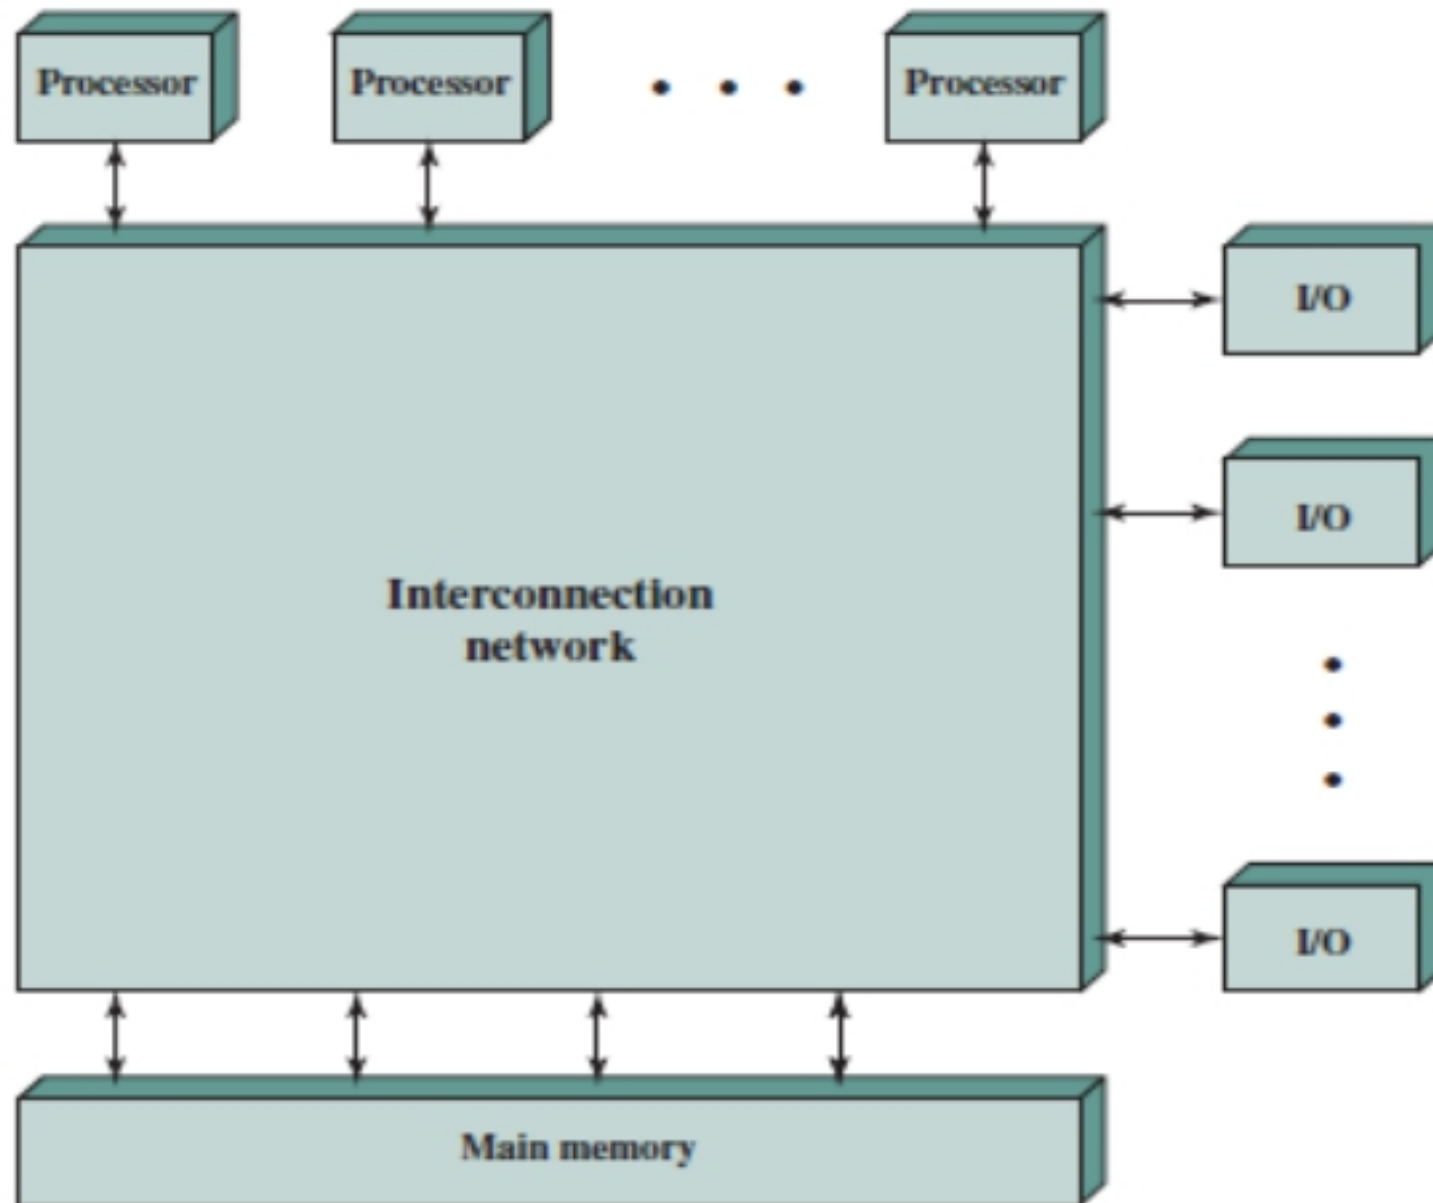 Processor
Processor
Processor
I/O
I/O
Interconnection
network
I/O
Main memory